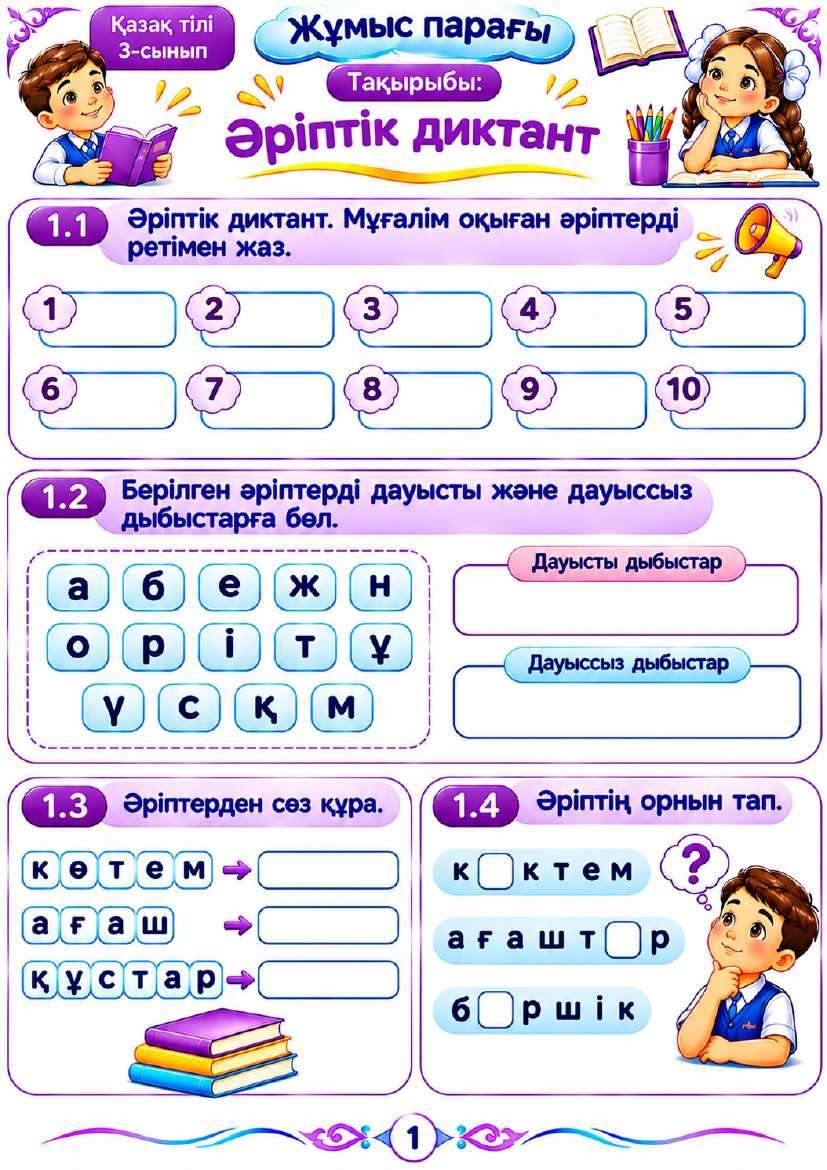 Қазақ тілі
3-сынып
Жұмыс парағы
Тақырыбы:
Әріптік диктант
1.1 Әріптік диктант. Мұғалім оқыған әріптерді
ретімен жаз.
1 2 3 4 5
6 7 8 9 10
1.2 Берілген әріптерді дауысты және дауыссыз
дыбыстарға бөл.
а б е ж н
о р і т ұ
ү с қ м
Дауысты дыбыстар
Дауыссыз дыбыстар
1.3 Әріптерден сөз құра.
к ө т е м
а ғ а ш
қ ұ с т а р
1.4 Әріптің орнын тап.
к к т е м
а ғ а ш т р
б р ш і к
?
1